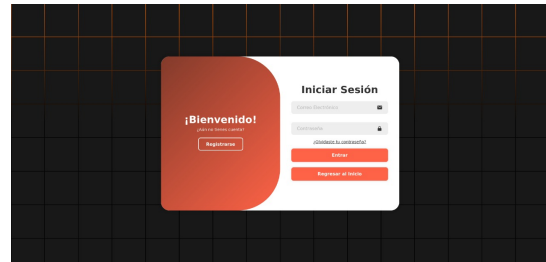 ¡Bienvenido!
¿Aún no tienes cuenta?
Registrarse
Iniciar Sesión
Correo Electrónico
Contraseña
¿Olvidaste tu contraseña?
Entrar
Regresar al Inicio